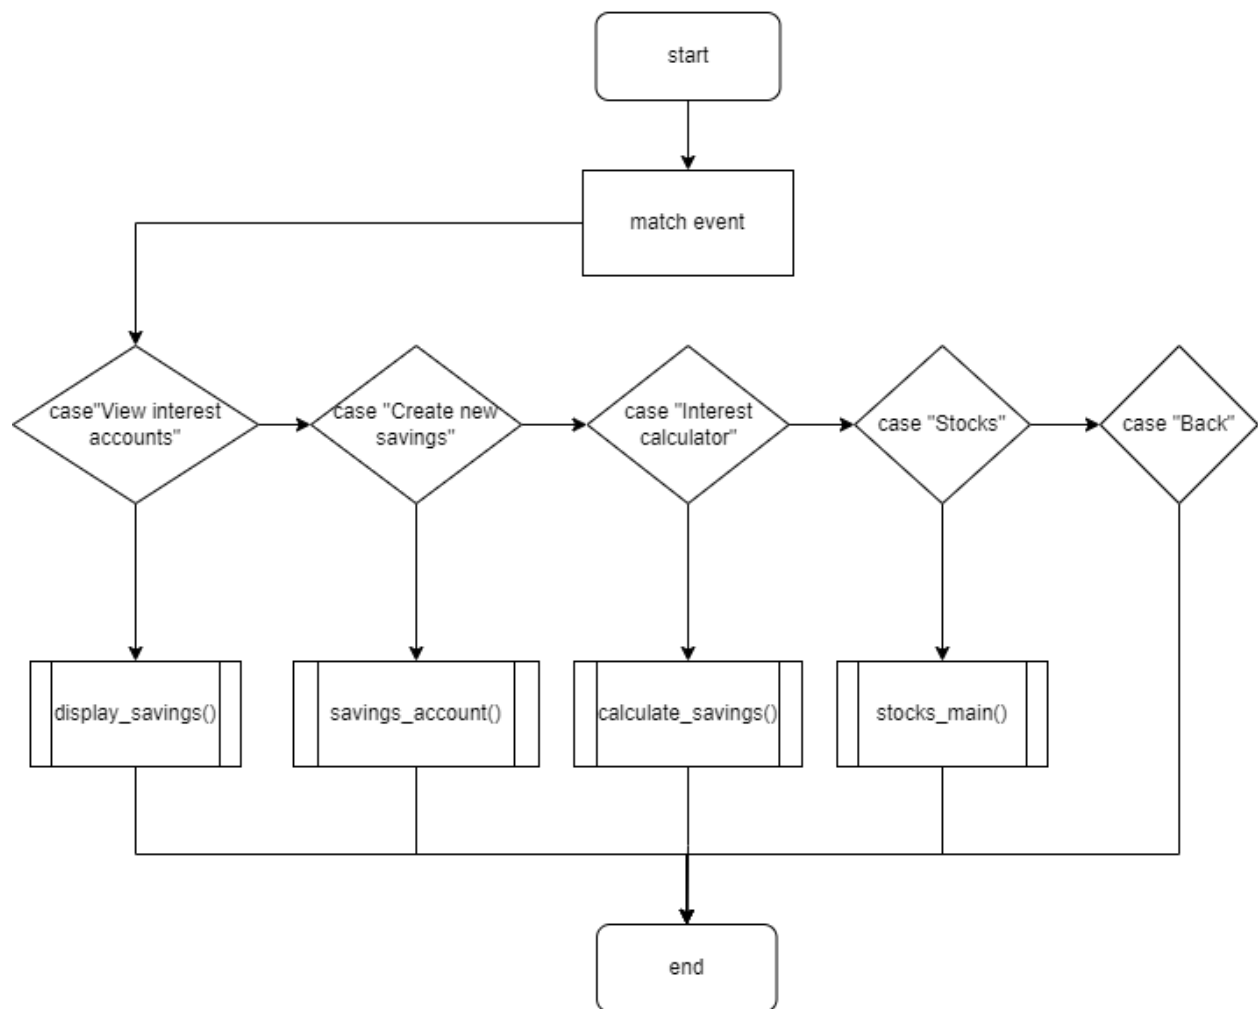 start
match event
case"View interest
accounts"
case "Create new
savings"
case "Interest
calculator"
case "Stocks"
case "Back"
display_savings()
savings_account()
calculate_savings()
stocks_main()
end